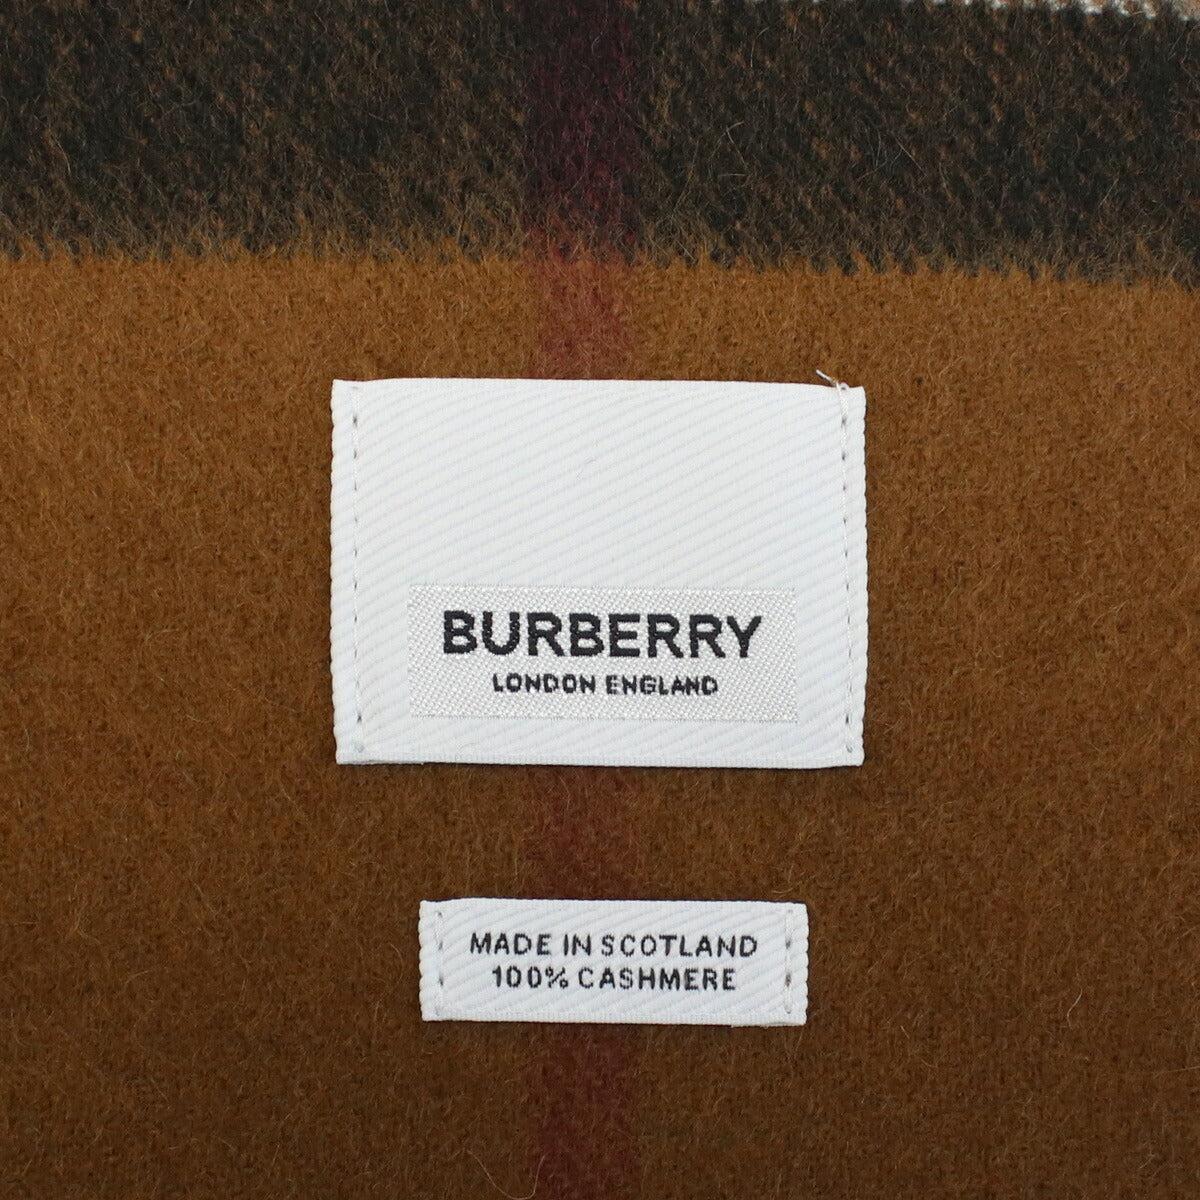 BURBERRY
LONDON ENGLAND
MADE IN SCOTLAND
100% CASHMERE